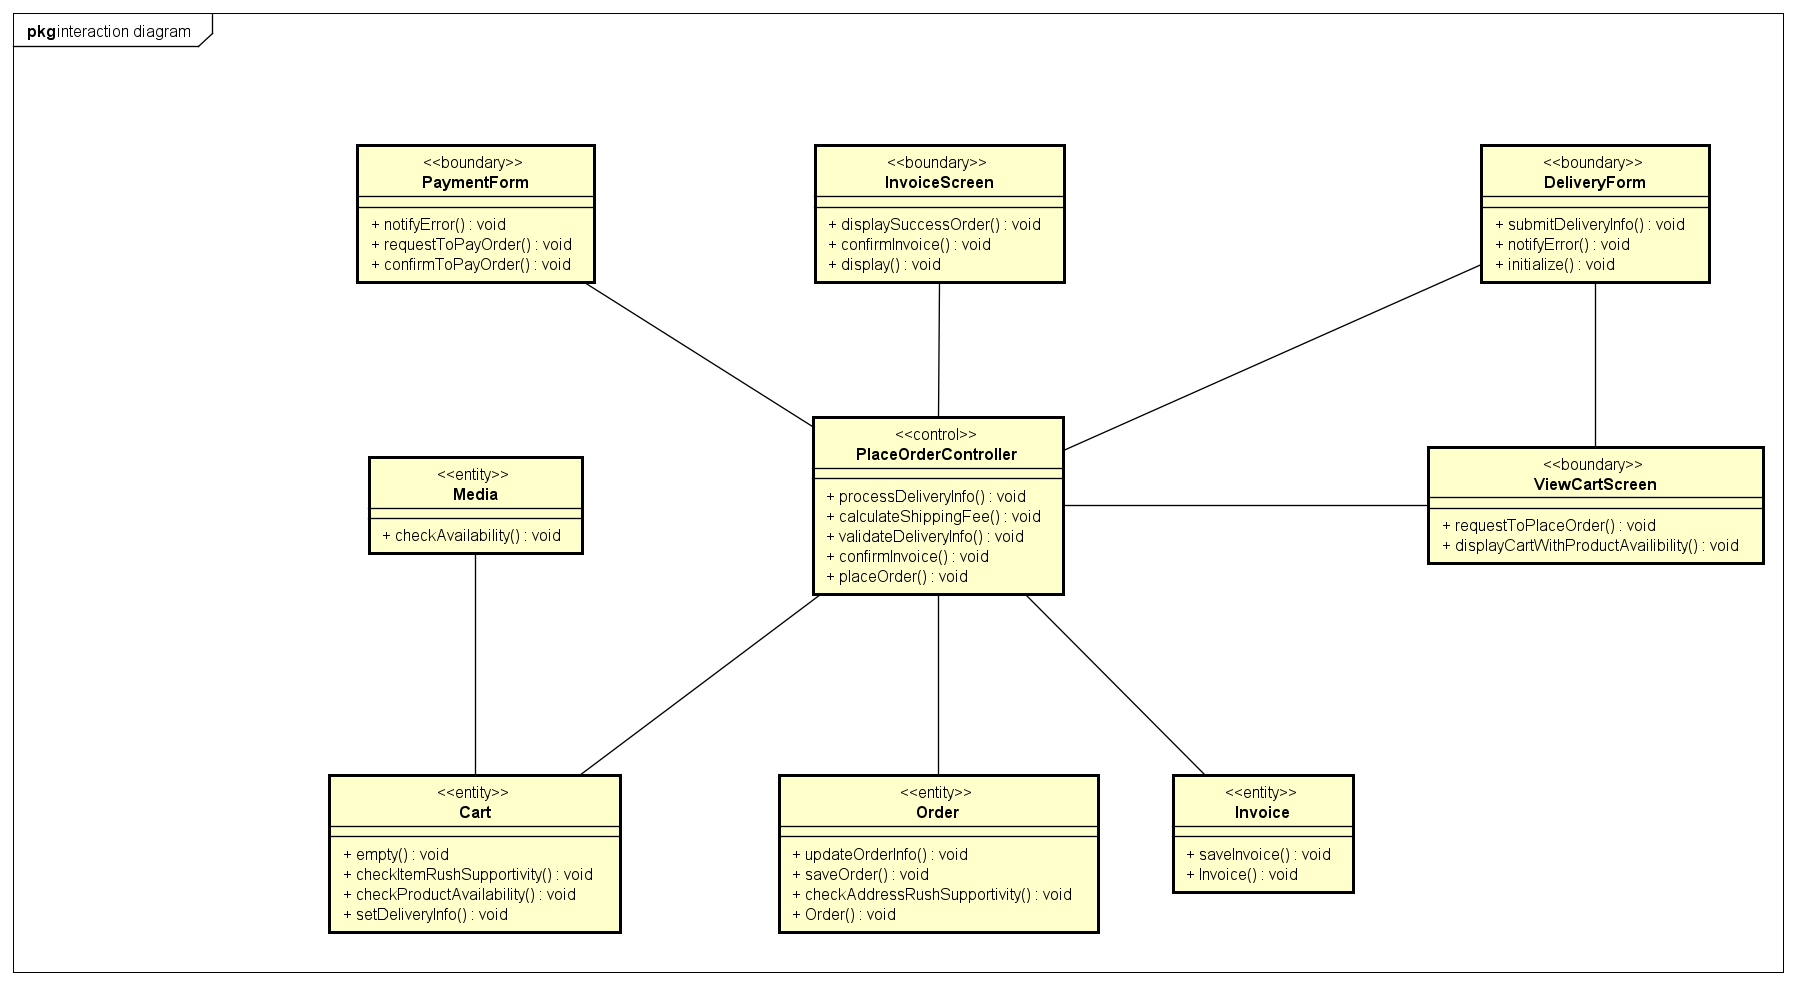 pkg interaction diagram
<<boundary>>
PaymentForm
+ notifyError() : void
+ requestToPayOrder() : void
+ confirmToPayOrder() : void
<<boundary>>
InvoiceScreen
+ displaySuccessOrder() : void
+ confirmInvoice() : void
+ display() : void
<<boundary>>
DeliveryForm
+ submitDeliveryInfo() : void
+ notifyError() : void
+ initialize() : void
<<entity>>
Media
+ checkAvailability() : void
<<control>>
PlaceOrderController
+ processDeliveryInfo() : void
+ calculateShippingFee() : void
+ validateDeliveryInfo() : void
+ confirmInvoice() : void
+ placeOrder() : void
<<boundary>>
ViewCartScreen
+ requestToPlaceOrder() : void
+ displayCartWithProductAvailibility() : void
<<entity>>
Cart
+ empty() : void
+ checkItemRushSupportivity() : void
+ checkProductAvailability() : void
+ setDeliveryInfo() : void
<<entity>>
Order
+ updateOrderInfo() : void
+ saveOrder() : void
+ checkAddressRushSupportivity() : void
+ Order() : void
<<entity>>
Invoice
+ saveInvoice() : void
+ Invoice() : void